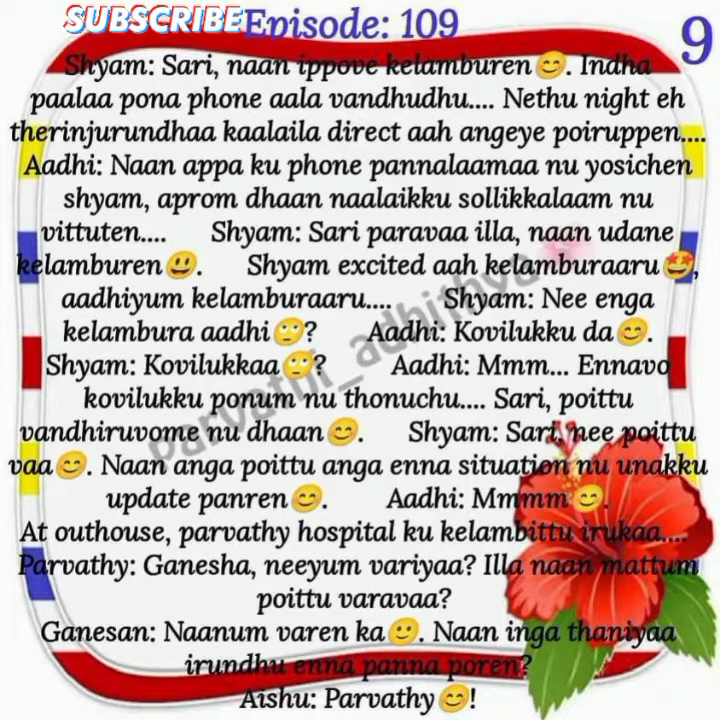 SUBSCRIBE Episode: 109
9
Shyam: Sari, naan ippove kelamburen😊. Indha
paalaa pona phone aala vandhudhu.... Nethu night eh
therinjurundhaa kaalaila direct aah angeye poiruppen....
Aadhi: Naan appa ku phone pannalaamaa nu yosichen
shyam, aprom dhaan naalaikku sollikkalaam nu
vittuten.... Shyam: Sari paravaa illa, naan udane
kelamburen😃. Shyam excited aah kelamburaaru🤩,
aadhiyum kelamburaaru.... Shyam: Nee enga
kelambura aadhi🙄? Aadhi: Kovilukku da😊.
Shyam: Kovilukkaa🙄? Aadhi: Mmm... Ennavo
kovilukku ponum nu thonuchu.... Sari, poittu
vandhiruvome nu dhaan😊. Shyam: Sari, nee poittu
vaa😊. Naan anga poittu anga enna situation nu unakku
update panren😊. Aadhi: Mmmm😊.
At outhouse, parvathy hospital ku kelambittu irukaa....
Parvathy: Ganesha, neeyum variyaa? Illa naan mattum
poittu varavaa?
Ganesan: Naanum varen ka🙂. Naan inga thaniyaa
irundhu enna panna poren?
Aishu: Parvathy😊!
parvathi_adhithya